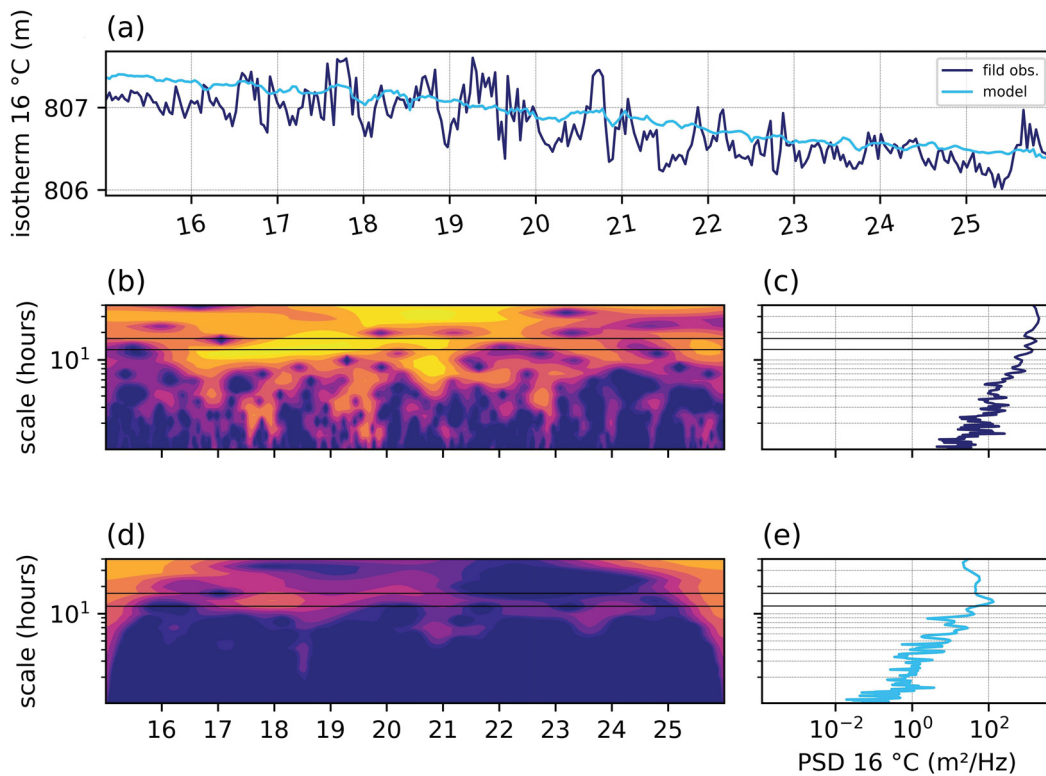 (a)
isotherm 16 °C (m)
807
806
fild obs.
model
16 17 18 19 20 21 22 23 24 25
(b) (c)
scale (hours)
10¹
(d) (e)
scale (hours)
10¹
16 17 18 19 20 21 22 23 24 25
10⁻² 10⁰ 10²
PSD 16 °C (m²/Hz)